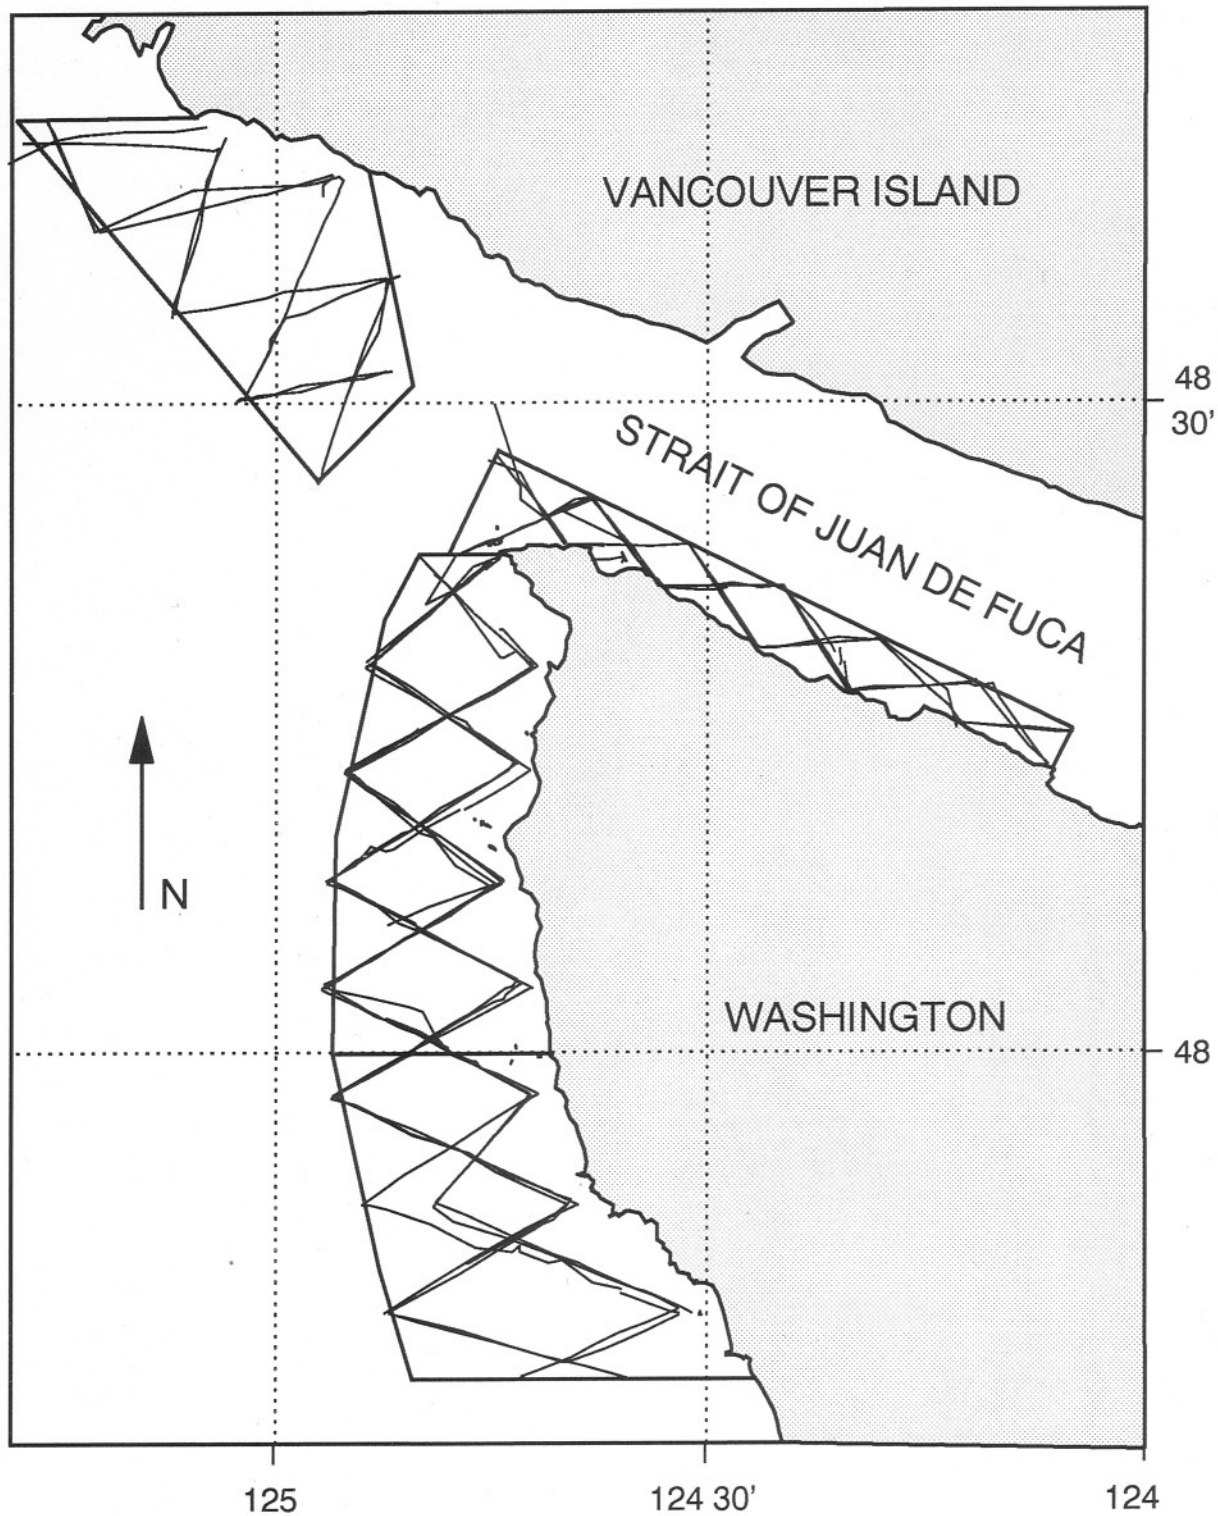 VANCOUVER ISLAND
48
30'
STRAIT OF JUAN DE FUCA
N
WASHINGTON
48
125
124 30'
124